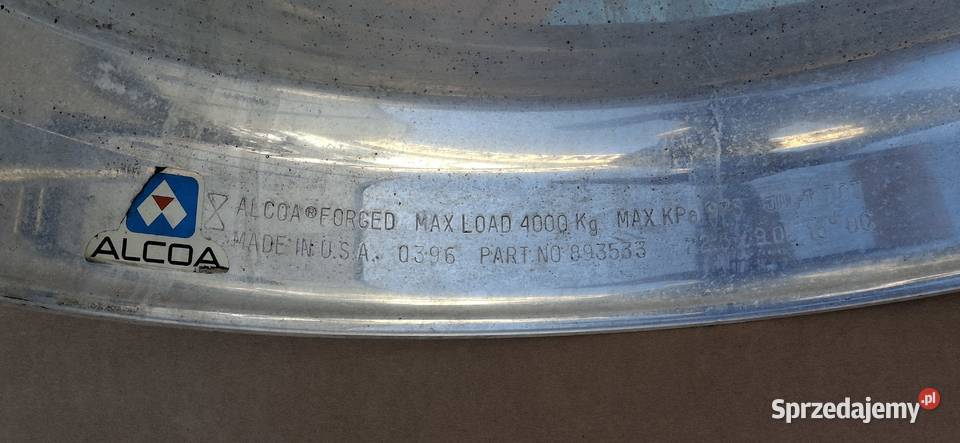 ALCOA
ALCOA®FORGED MAX LOAD 4000 Kg MAX.KPa
MADE IN U.S.A. 0396 PART.NO 893533
Sprzedajemy.pl